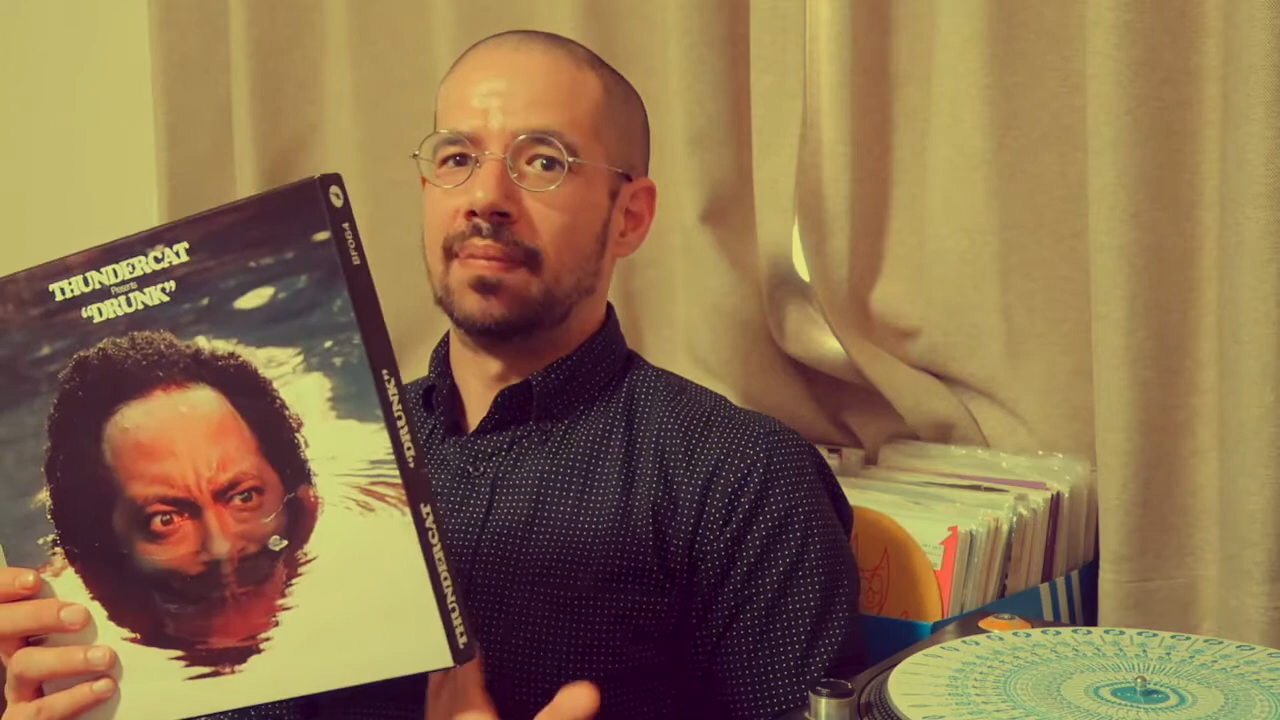 THUNDERCAT
Presents
“DRUNK”
BF064
“DRUNK”
THUNDERCAT